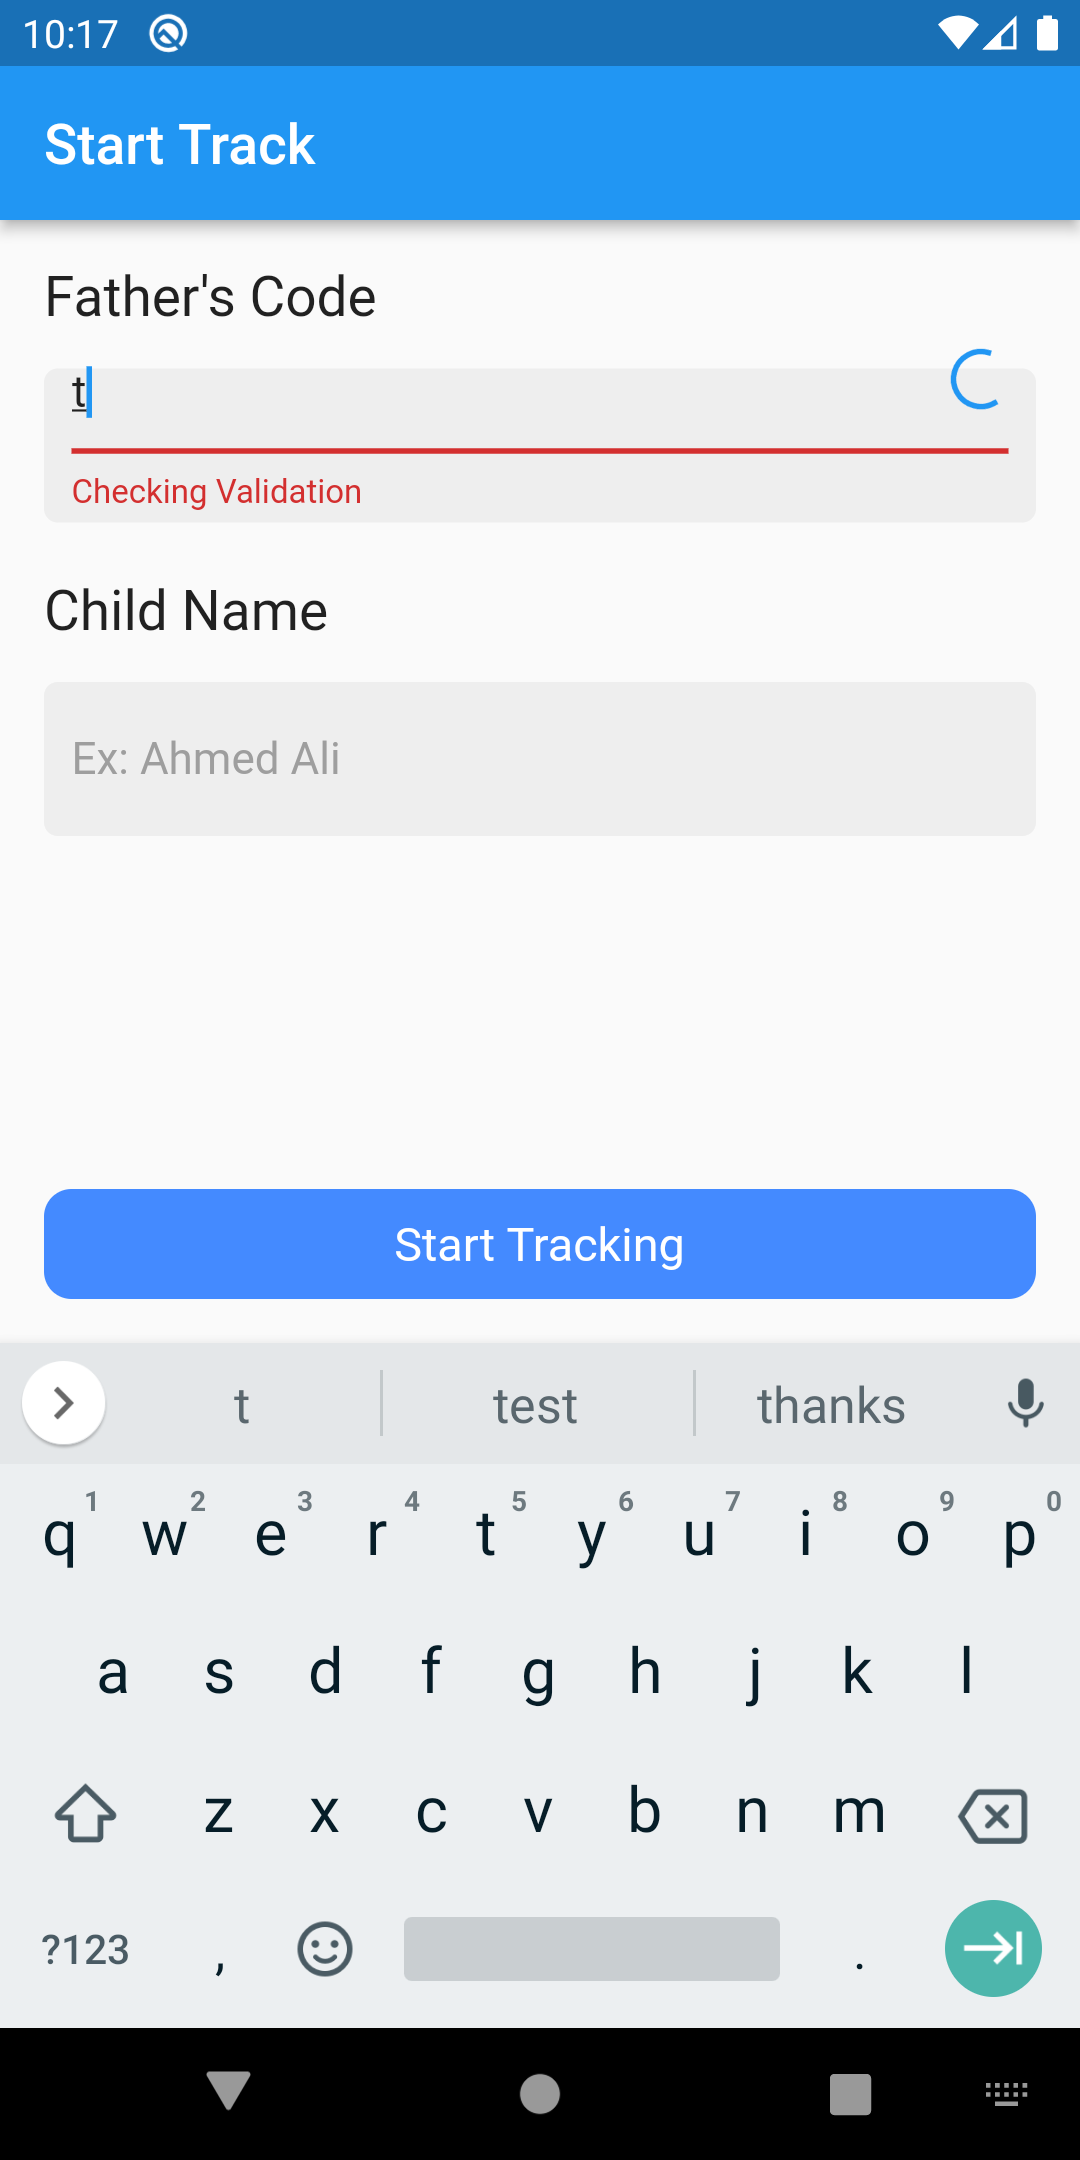 10:17
Start Track
Father's Code
t
Checking Validation
Child Name
Ex: Ahmed Ali
Start Tracking
t test thanks
1 2 3 4 5 6 7 8 9 0
q w e r t y u i o p
a s d f g h j k l
z x c v b n m
?123 , .